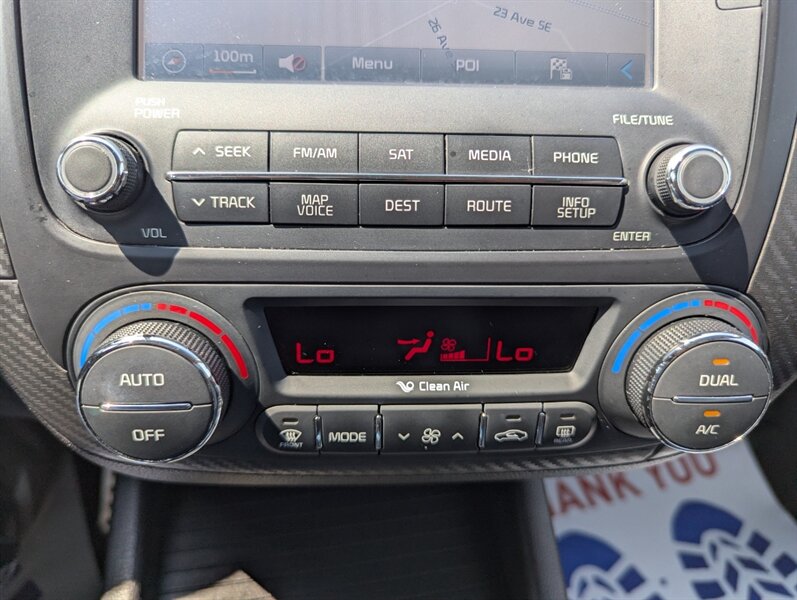 23 Ave SE
26 Ave
100m Menu POI
PUSH
POWER
FILE/TUNE
SEEK FM/AM SAT MEDIA PHONE
TRACK MAP VOICE DEST ROUTE INFO SETUP
VOL
ENTER
Lo Lo
Clean Air
AUTO
OFF
DUAL
A/C
FRONT MODE REAR
ANK YOU